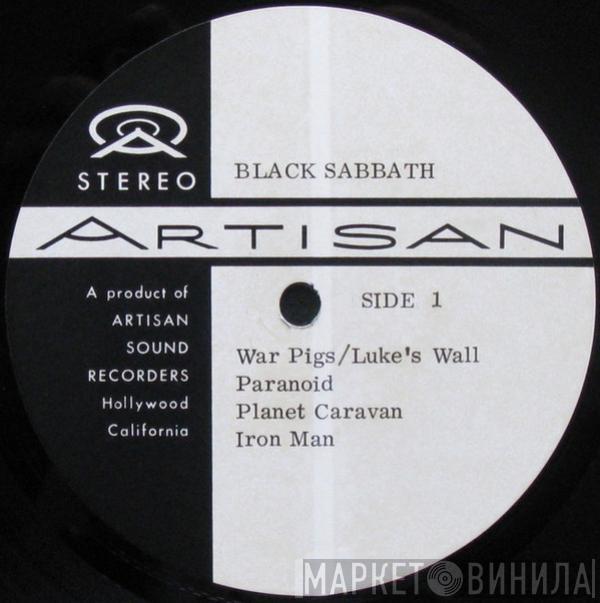 STEREO
BLACK SABBATH
ARTISAN
A product of
ARTISAN
SOUND
RECORDERS
Hollywood
California
SIDE 1
War Pigs/Luke's Wall
Paranoid
Planet Caravan
Iron Man
МАРКЕТ ВИНИЛА